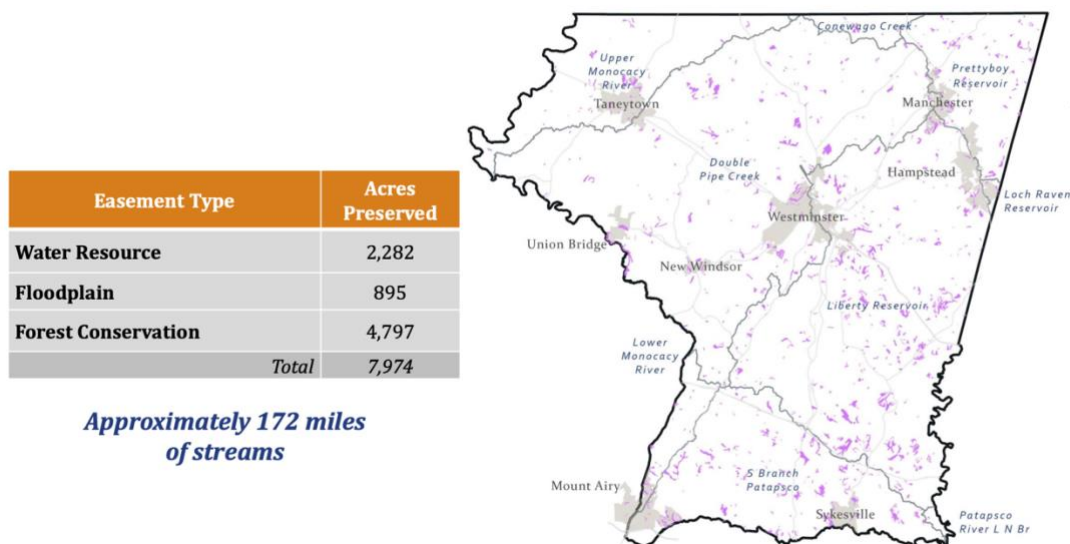 Easement Type
Acres
Preserved
Water Resource
2,282
Floodplain
895
Forest Conservation
4,797
Total
7,974
Approximately 172 miles
of streams
Conewago Creek
Upper
Monocacy
River
Taneytown
Prettyboy
Reservoir
Manchester
Double
Pipe Creek
Hampstead
Loch Raven
Reservoir
Westminster
Union Bridge
New Windsor
Liberty Reservoir
Lower
Monocacy
River
Mount Airy
S Branch
Patapsco
Sykesville
Patapsco
River L N Br